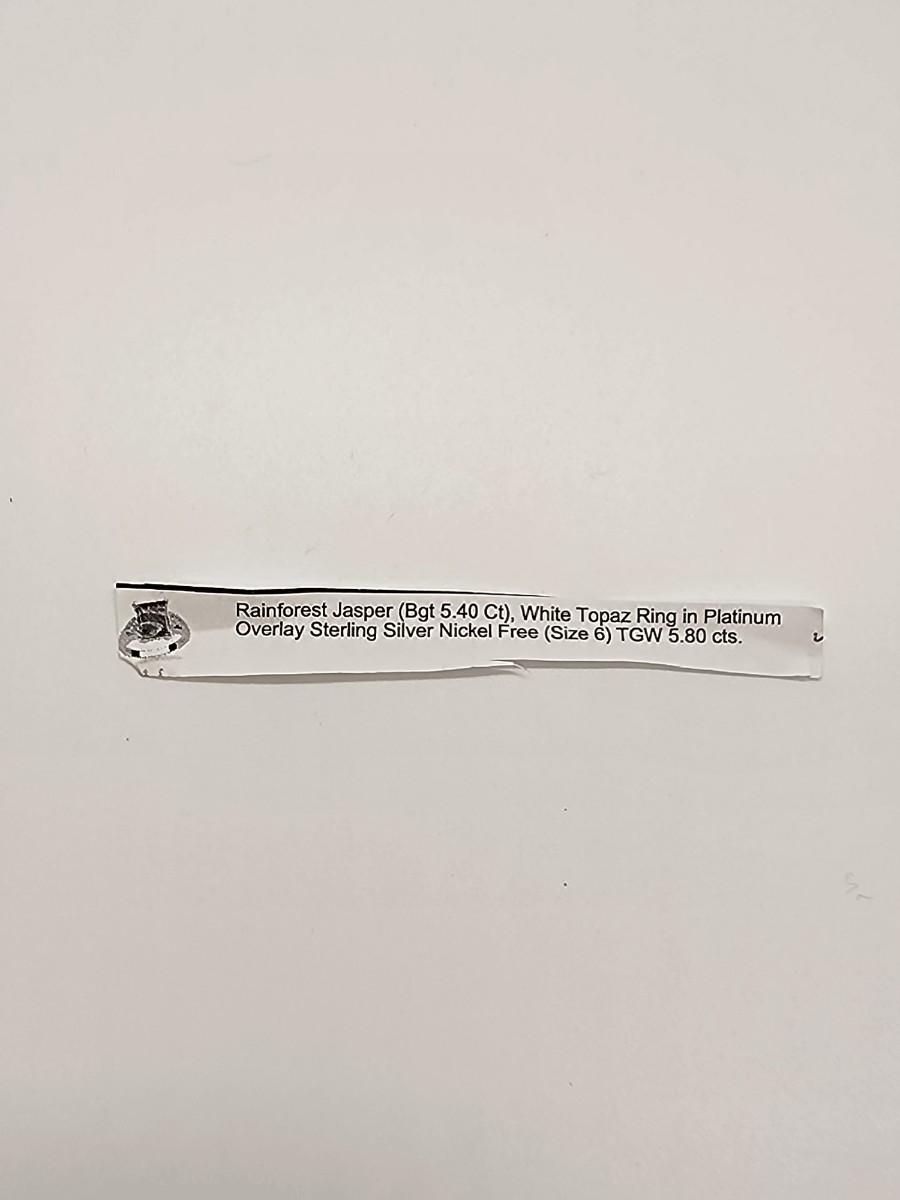 Rainforest Jasper (Bgt 5.40 Ct), White Topaz Ring in Platinum
Overlay Sterling Silver Nickel Free (Size 6) TGW 5.80 cts.